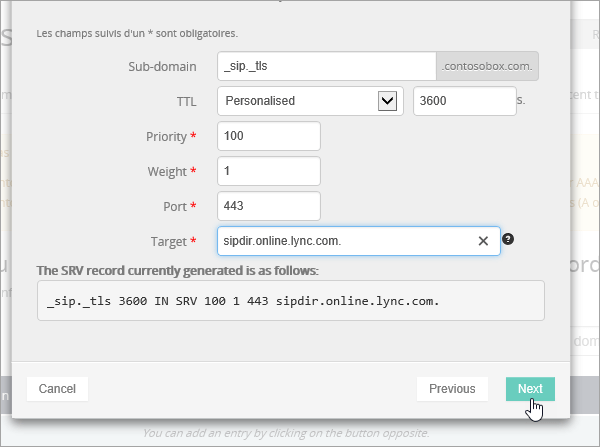 Les champs suivis d'un * sont obligatoires.
Sub-domain _sip._tls .contosobox.com.
TTL Personalised 3600 s.
Priority * 100
Weight * 1
Port * 443
Target * sipdir.online.lync.com.
The SRV record currently generated is as follows:
_sip._tls 3600 IN SRV 100 1 443 sipdir.online.lync.com.
Cancel Previous Next
You can add an entry by clicking on the button opposite.